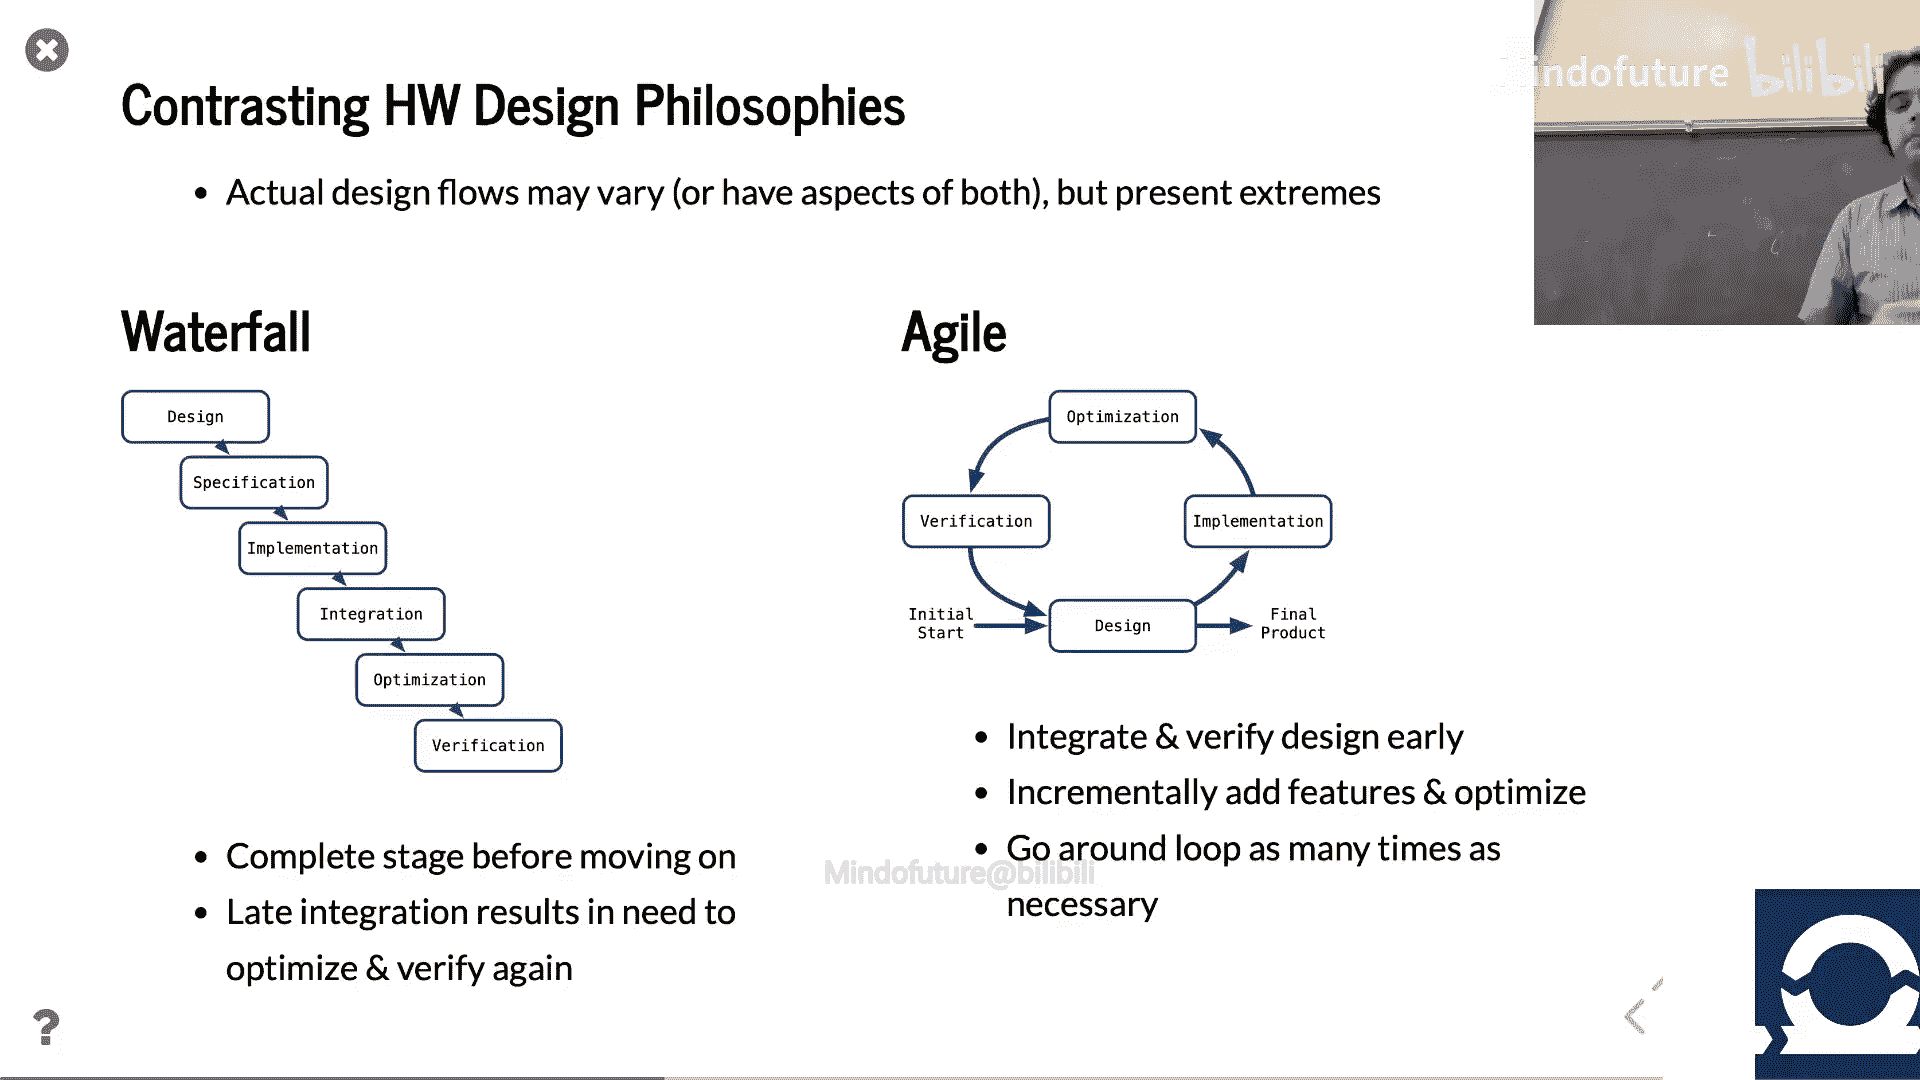 Contrasting HW Design Philosophies
• Actual design flows may vary (or have aspects of both), but present extremes
Waterfall
Design
Specification
Implementation
Integration
Optimization
Verification
• Complete stage before moving on
• Late integration results in need to
optimize & verify again
Agile
Optimization
Verification
Implementation
Initial
Start
Design
Final
Product
• Integrate & verify design early
• Incrementally add features & optimize
• Go around loop as many times as
necessary
Mindofuture@bilibili
Mindofuture bilibili
?